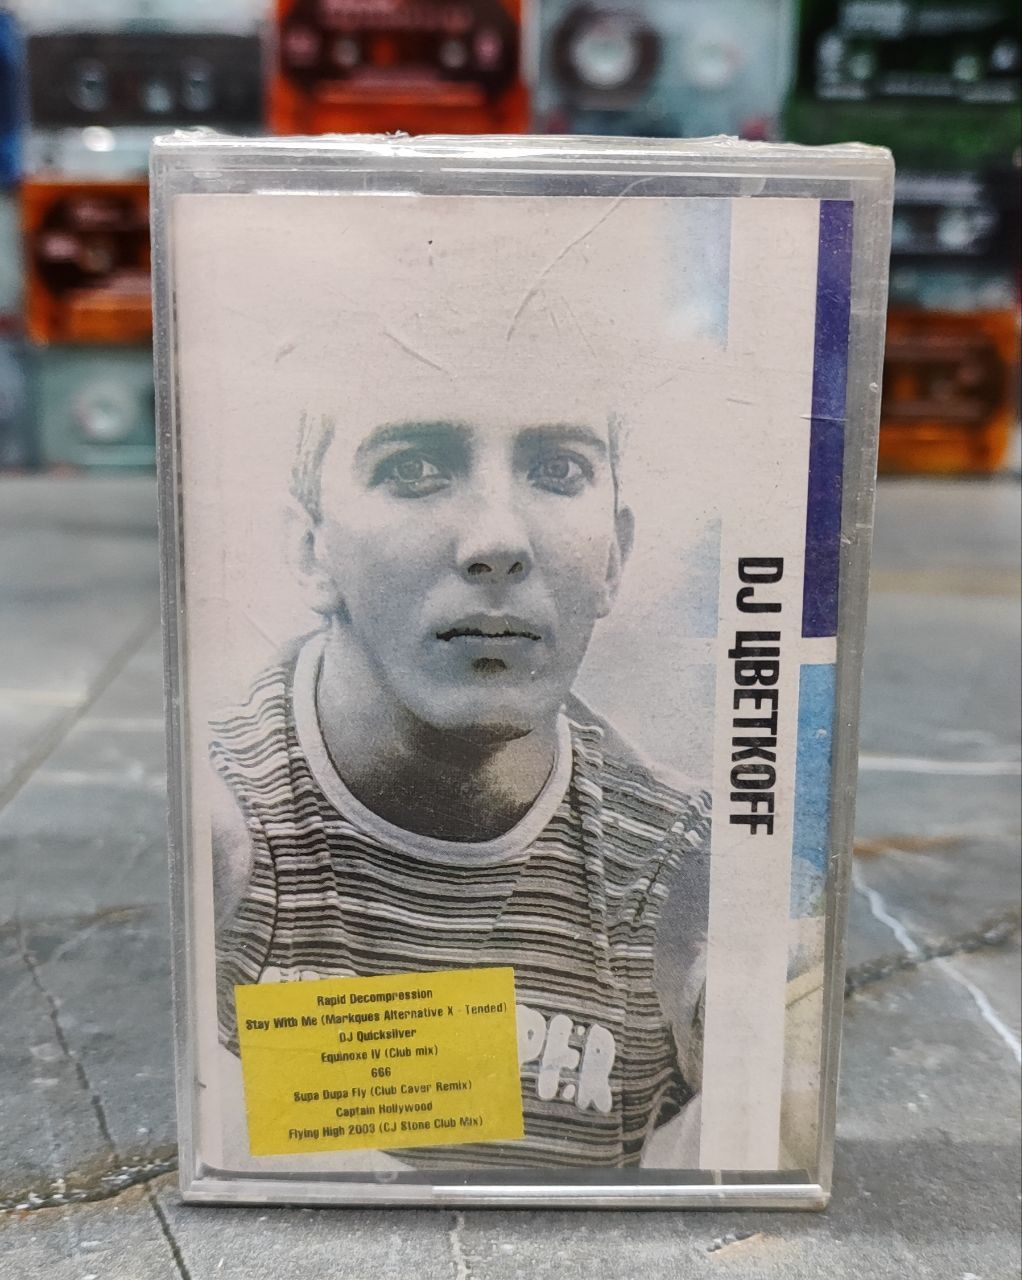 DJ ЦВЕТКОFF
Rapid Decompression
Stay With Me (Markques Alternative X - Tended)
DJ Quicksilver
Equinoxe IV (Club mix)
666
Supa Dupa Fly (Club Caver Remix)
Captain Hollywood
Flying High 2003 (CJ Stone Club Mix)